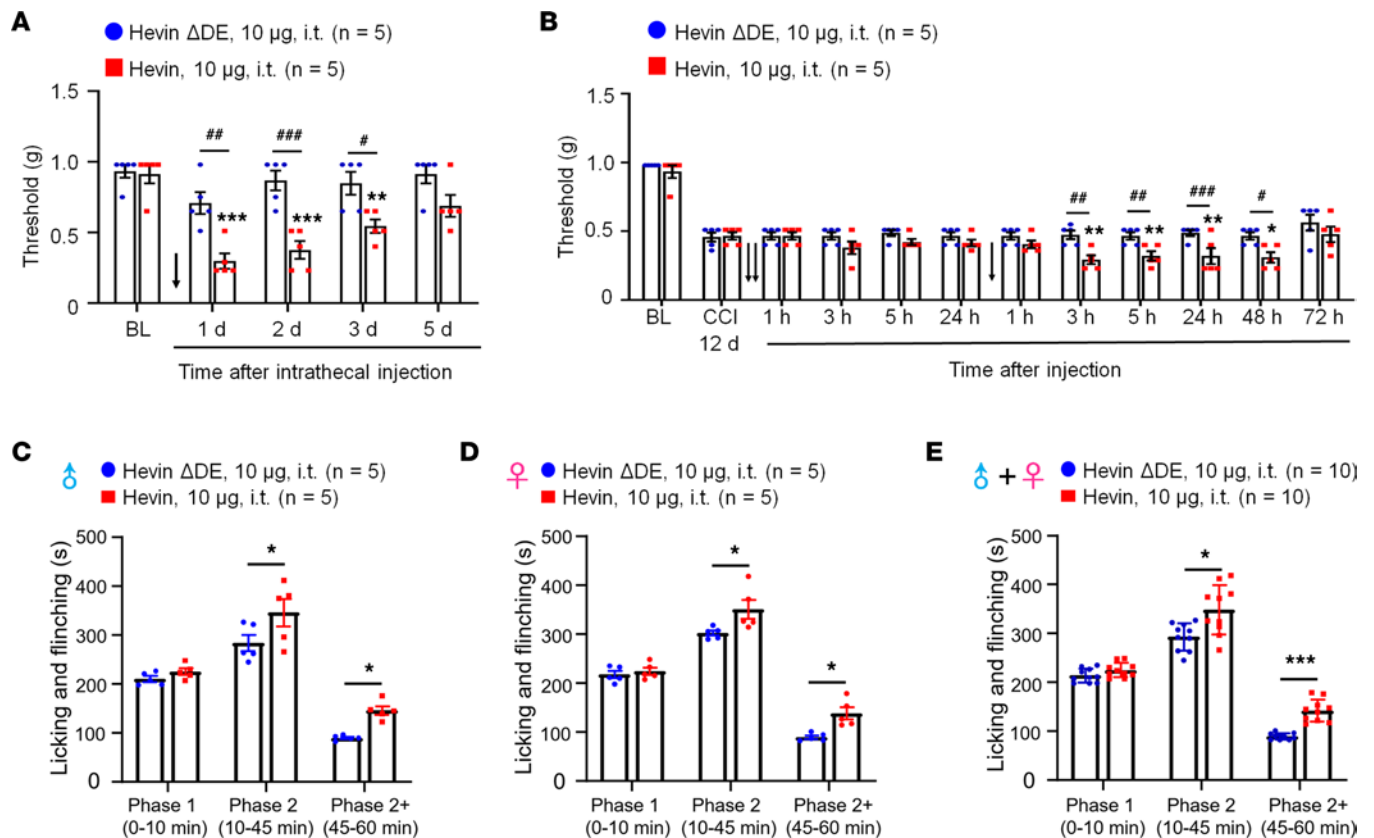 A
Hevin ΔDE, 10 µg, i.t. (n = 5)
Hevin, 10 µg, i.t. (n = 5)
Threshold (g)
1.5
1.0
0.5
0
## ### #
*** *** **
BL 1 d 2 d 3 d 5 d
Time after intrathecal injection
B
Hevin ΔDE, 10 µg, i.t. (n = 5)
Hevin, 10 µg, i.t. (n = 5)
Threshold (g)
1.5
1.0
0.5
0
## ## ### #
** ** ** *
BL CCI 1 h 3 h 5 h 24 h 1 h 3 h 5 h 24 h 48 h 72 h
12 d
Time after injection
C
♂
Hevin ΔDE, 10 µg, i.t. (n = 5)
Hevin, 10 µg, i.t. (n = 5)
Licking and flinching (s)
500
400
300
200
100
0
* *
Phase 1 Phase 2 Phase 2+
(0-10 min) (10-45 min) (45-60 min)
D
♀
Hevin ΔDE, 10 µg, i.t. (n = 5)
Hevin, 10 µg, i.t. (n = 5)
Licking and flinching (s)
500
400
300
200
100
0
* *
Phase 1 Phase 2 Phase 2+
(0-10 min) (10-45 min) (45-60 min)
E
♂ + ♀
Hevin ΔDE, 10 µg, i.t. (n = 10)
Hevin, 10 µg, i.t. (n = 10)
Licking and flinching (s)
500
400
300
200
100
0
* ***
Phase 1 Phase 2 Phase 2+
(0-10 min) (10-45 min) (45-60 min)